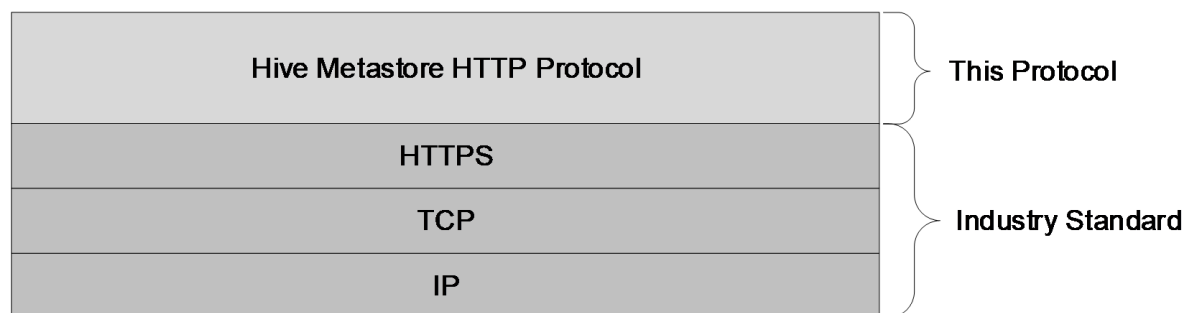 Hive Metastore HTTP Protocol
This Protocol
HTTPS
TCP
Industry Standard
IP